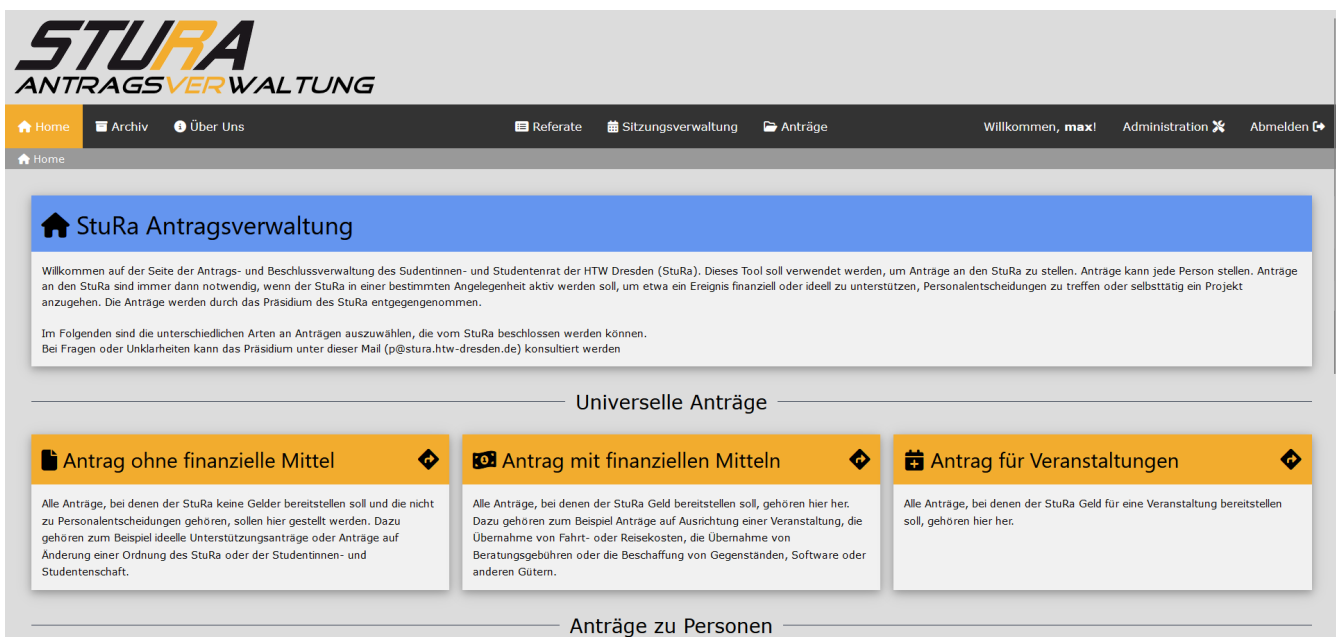 STURA
ANTRAGSVERWALTUNG
Home Archiv Über Uns Referate Sitzungsverwaltung Anträge Willkommen, max! Administration Abmelden
Home
StuRa Antragsverwaltung
Willkommen auf der Seite der Antrags- und Beschlussverwaltung des Sudentinnen- und Studentenrat der HTW Dresden (StuRa). Dieses Tool soll verwendet werden, um Anträge an den StuRa zu stellen. Anträge kann jede Person stellen. Anträge
an den StuRa sind immer dann notwendig, wenn der StuRa in einer bestimmten Angelegenheit aktiv werden soll, um etwa ein Ereignis finanziell oder ideell zu unterstützen, Personalentscheidungen zu treffen oder selbsttätig ein Projekt
anzugehen. Die Anträge werden durch das Präsidium des StuRa entgegengenommen.
Im Folgenden sind die unterschiedlichen Arten an Anträgen auszuwählen, die vom StuRa beschlossen werden können.
Bei Fragen oder Unklarheiten kann das Präsidium unter dieser Mail (p@stura.htw-dresden.de) konsultiert werden
Universelle Anträge
Antrag ohne finanzielle Mittel
Alle Anträge, bei denen der StuRa keine Gelder bereitstellen soll und die nicht
zu Personalentscheidungen gehören, sollen hier gestellt werden. Dazu
gehören zum Beispiel ideelle Unterstützungsanträge oder Anträge auf
Änderung einer Ordnung des StuRa oder der Studentinnen- und
Studentenschaft.
Antrag mit finanziellen Mitteln
Alle Anträge, bei denen der StuRa Geld bereitstellen soll, gehören hier her.
Dazu gehören zum Beispiel Anträge auf Ausrichtung einer Veranstaltung, die
Übernahme von Fahrt- oder Reisekosten, die Übernahme von
Beratungsgebühren oder die Beschaffung von Gegenständen, Software oder
anderen Gütern.
Antrag für Veranstaltungen
Alle Anträge, bei denen der StuRa Geld für eine Veranstaltung bereitstellen
soll, gehören hier her.
Anträge zu Personen